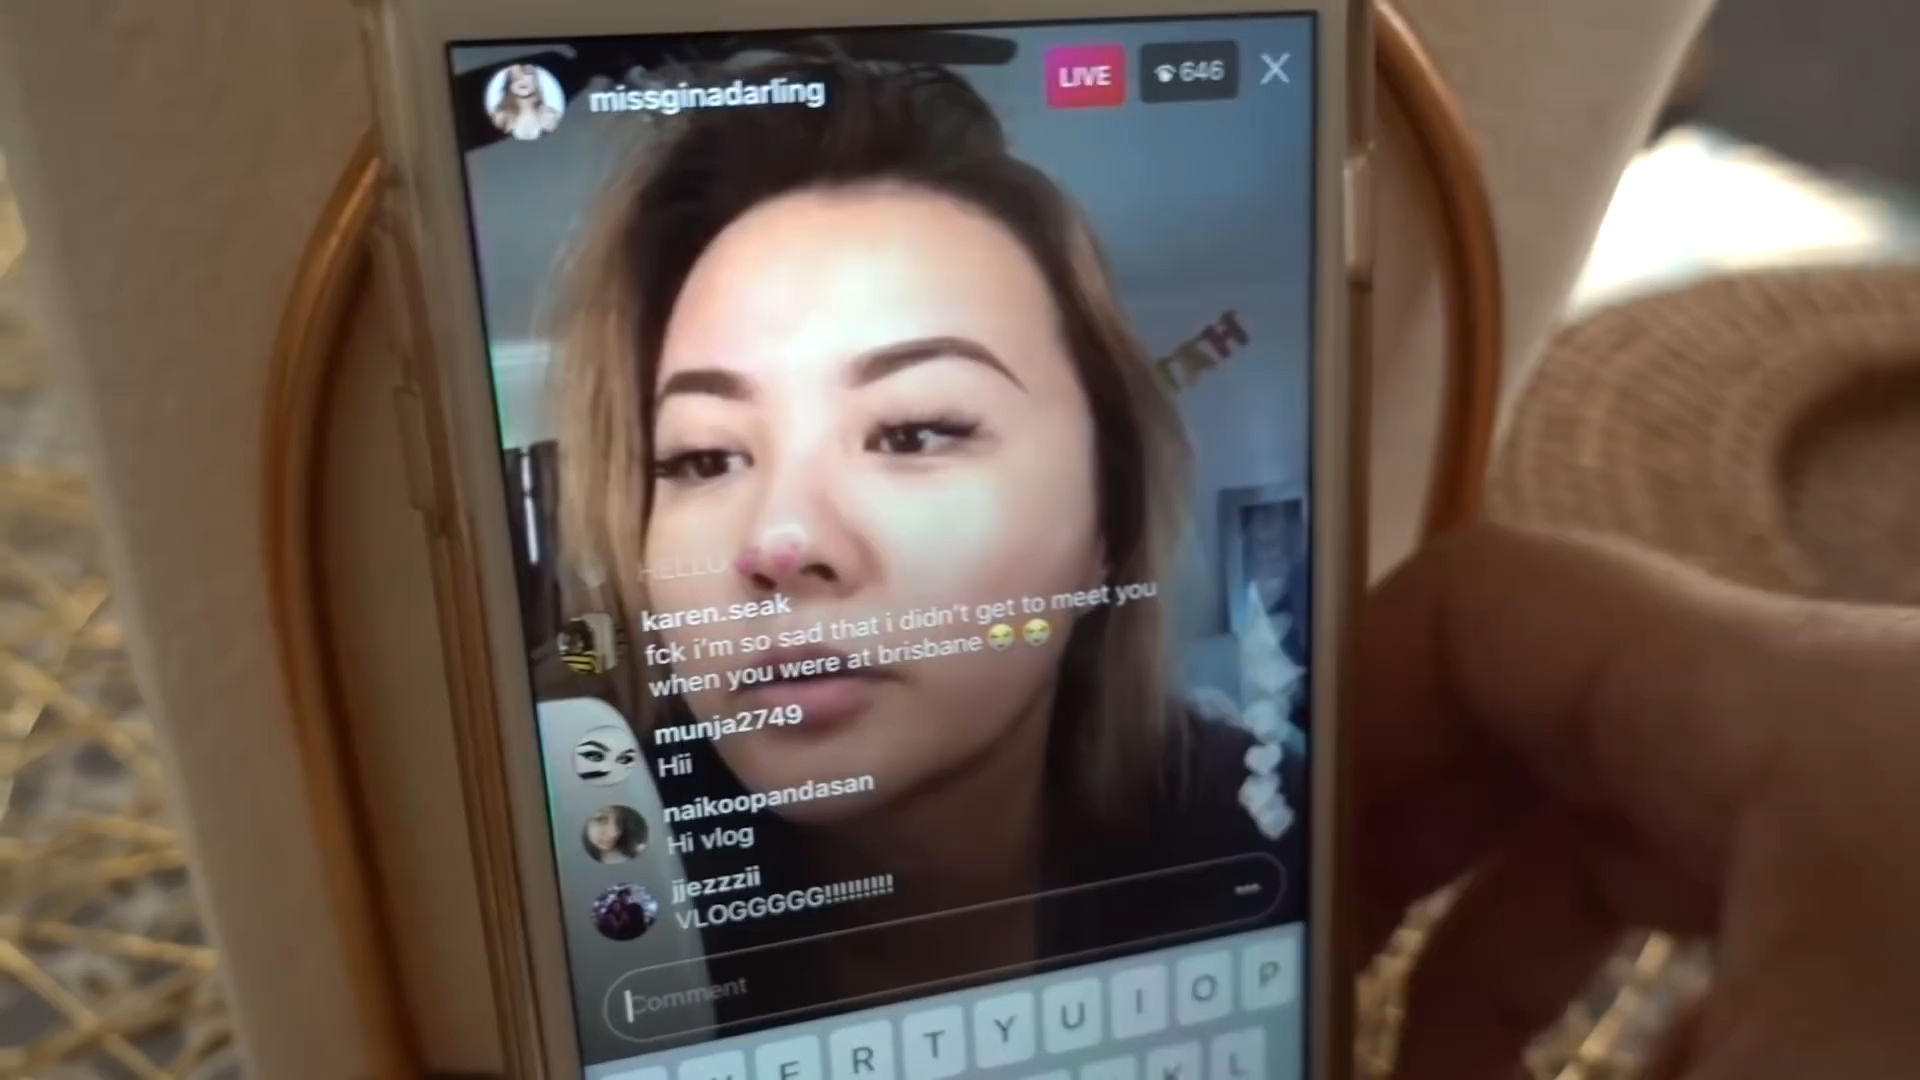 missginadarling
LIVE
646
HELLO
karen.seak
fck i'm so sad that i didn't get to meet you
when you were at brisbane😭😭
munja2749
Hii
naikoopandasan
Hi vlog
jjezzzii
VLOGGGGG!!!!!!!!!
Comment
E R T Y U I O P
K L